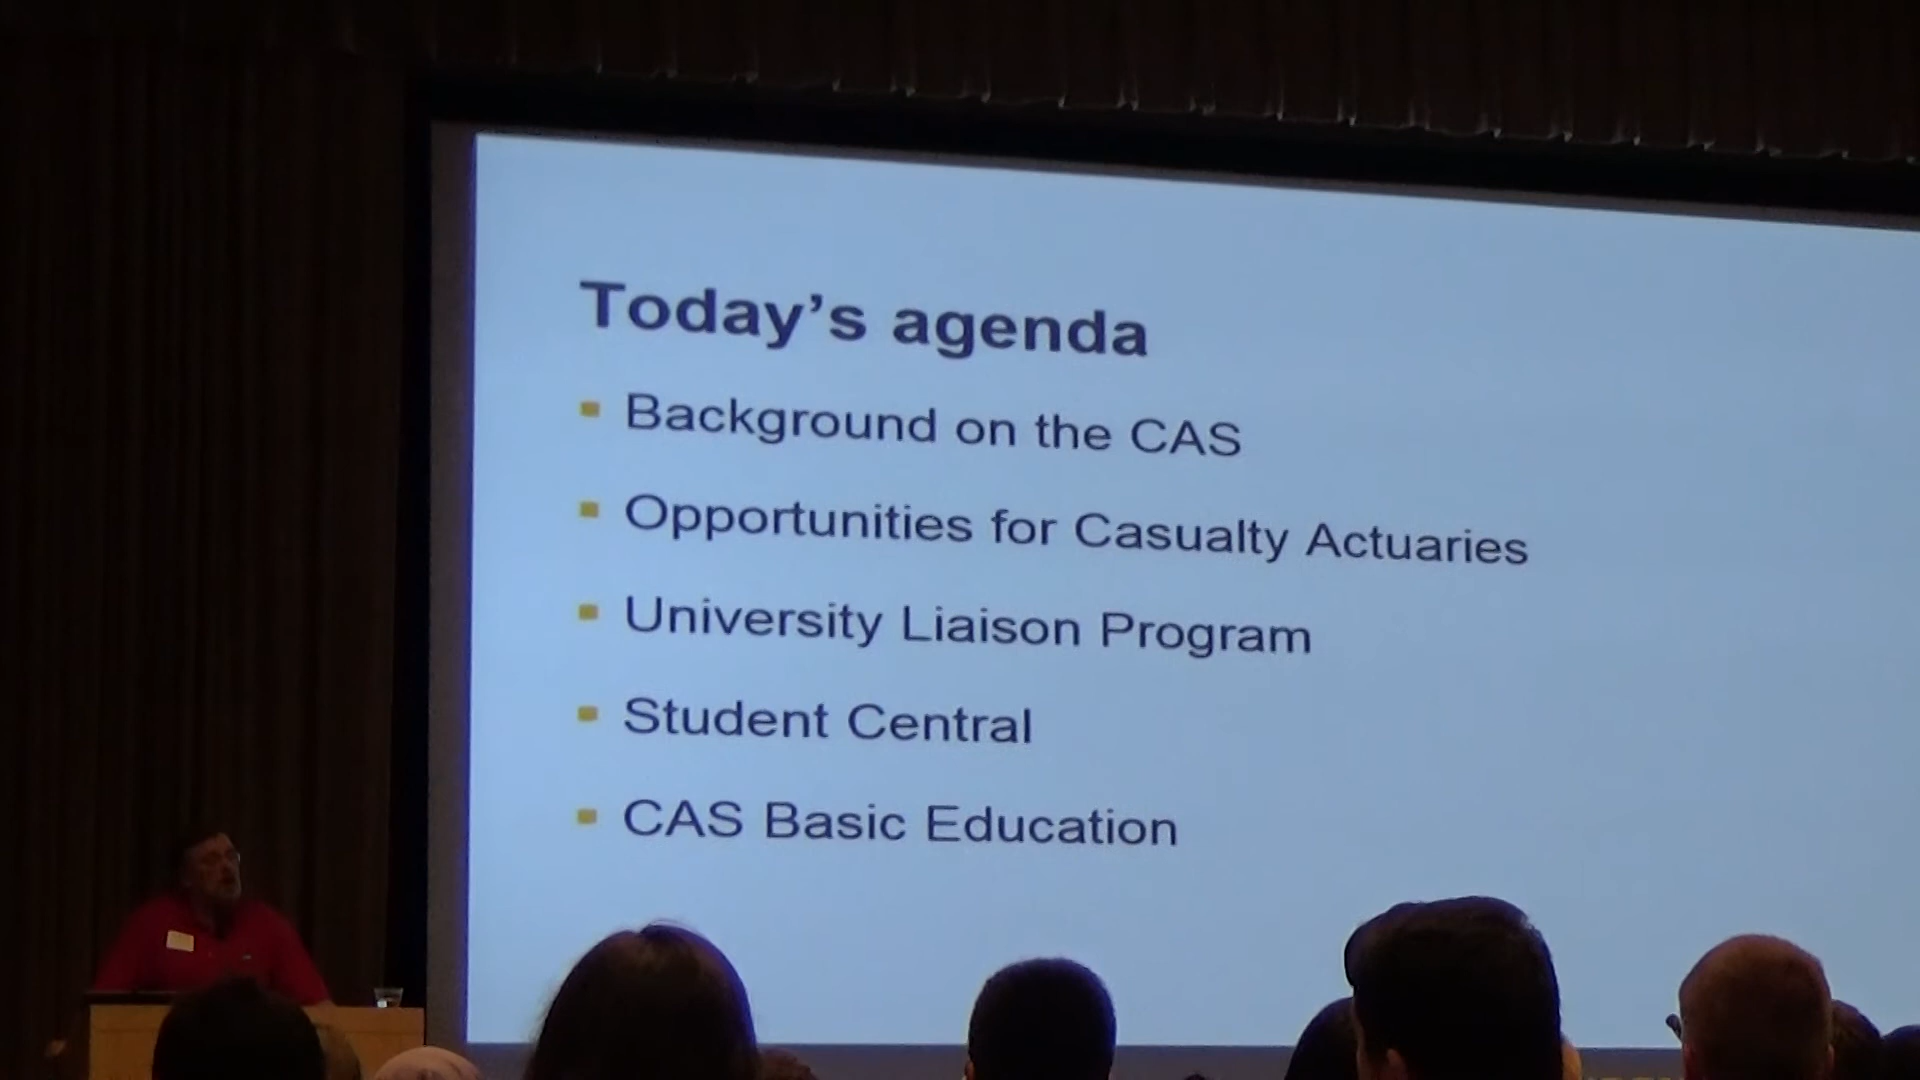 Today's agenda
Background on the CAS
Opportunities for Casualty Actuaries
University Liaison Program
Student Central
CAS Basic Education